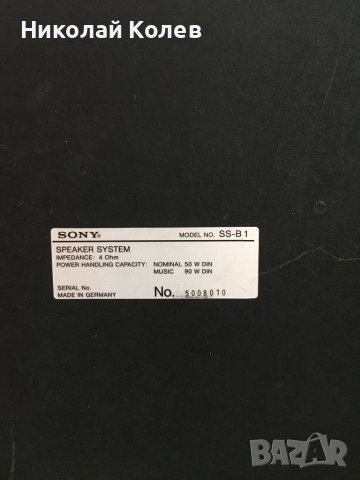 Николай Колев
SONY® MODEL NO. SS-B 1
SPEAKER SYSTEM
IMPEDANCE: 4 Ohm
POWER HANDLING CAPACITY: NOMINAL 50 W DIN
MUSIC 90 W DIN
SERIAL No.
MADE IN GERMANY No. 5008010
BAZAR